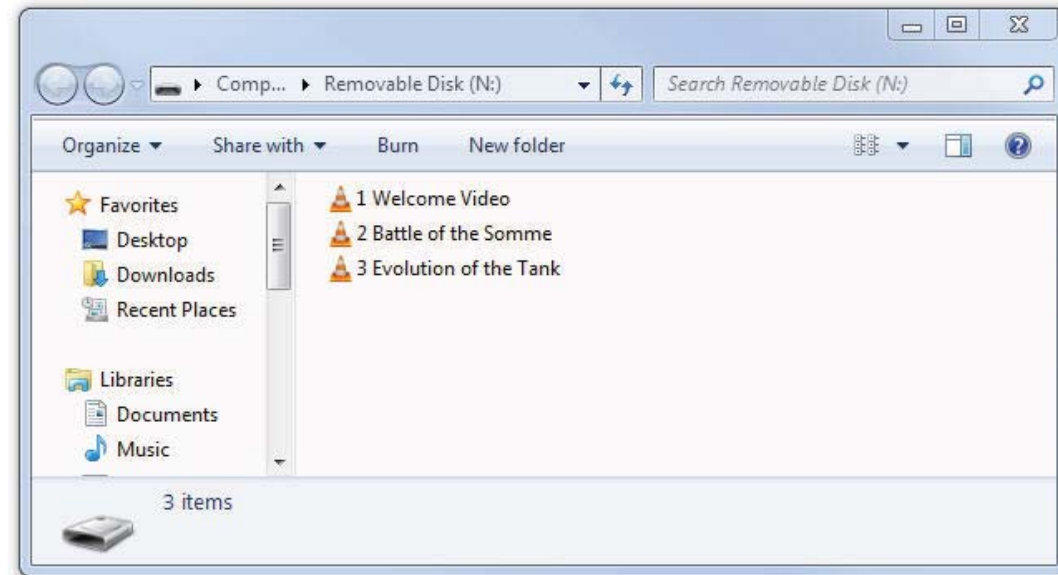 Comp... Removable Disk (N:) Search Removable Disk (N:)
Organize Share with Burn New folder
Favorites
Desktop
Downloads
Recent Places
Libraries
Documents
Music
1 Welcome Video
2 Battle of the Somme
3 Evolution of the Tank
3 items